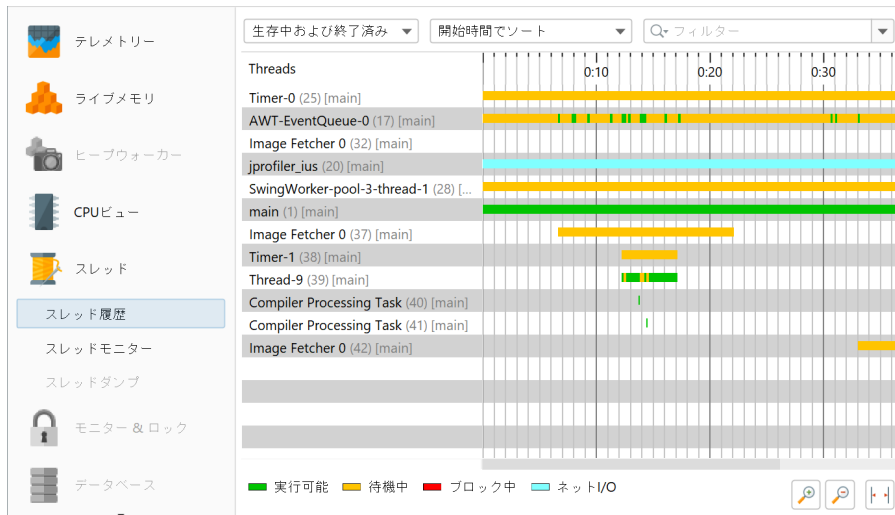 テレメトリー
ライブメモリ
ヒープウォーカー
CPUビュー
スレッド
スレッド履歴
スレッドモニター
スレッドダンプ
モニター & ロック
データベース
生存中および終了済み
開始時間でソート
フィルター
Threads
0:10 0:20 0:30
Timer-0 (25) [main]
AWT-EventQueue-0 (17) [main]
Image Fetcher 0 (32) [main]
jprofiler_ius (20) [main]
SwingWorker-pool-3-thread-1 (28) [...
main (1) [main]
Image Fetcher 0 (37) [main]
Timer-1 (38) [main]
Thread-9 (39) [main]
Compiler Processing Task (40) [main]
Compiler Processing Task (41) [main]
Image Fetcher 0 (42) [main]
実行可能 待機中 ブロック中 ネットI/O